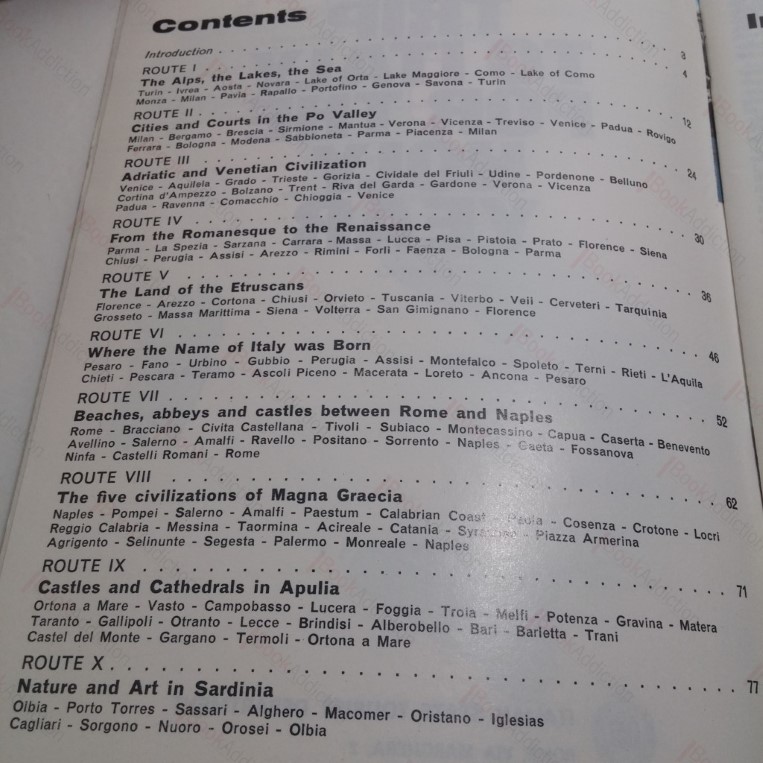 Contents
Introduction . . . . . 3
ROUTE I . . . . . 4
The Alps, the Lakes, the Sea
Turin - Ivrea - Aosta - Novara - Lake of Orta - Lake Maggiore - Como - Lake of Como
Monza - Milan - Pavia - Rapallo - Portofino - Genova - Savona - Turin
ROUTE II . . . . . 12
Cities and Courts in the Po Valley
Milan - Bergamo - Brescia - Sirmione - Mantua - Verona - Vicenza - Treviso - Venice - Padua - Rovigo
Ferrara - Bologna - Modena - Sabbioneta - Parma - Piacenza - Milan
ROUTE III . . . . . 24
Adriatic and Venetian Civilization
Venice - Aquileia - Grado - Trieste - Gorizia - Cividale del Friuli - Udine - Pordenone - Belluno
Cortina d'Ampezzo - Bolzano - Trent - Riva del Garda - Gardone - Verona - Vicenza
Padua - Ravenna - Comacchio - Chioggia - Venice
ROUTE IV . . . . . 30
From the Romanesque to the Renaissance
Parma - La Spezia - Sarzana - Carrara - Massa - Lucca - Pisa - Pistoia - Prato - Florence - Siena
Chiusi - Perugia - Assisi - Arezzo - Rimini - Forli - Faenza - Bologna - Parma
ROUTE V . . . . . 36
The Land of the Etruscans
Florence - Arezzo - Cortona - Chiusi - Orvieto - Tuscania - Viterbo - Veii - Cerveteri - Tarquinia
Grosseto - Massa Marittima - Siena - Volterra - San Gimignano - Florence
ROUTE VI . . . . . 46
Where the Name of Italy was Born
Pesaro - Fano - Urbino - Gubbio - Perugia - Assisi - Montefalco - Spoleto - Terni - Rieti - L'Aquila
Chieti - Pescara - Teramo - Ascoli Piceno - Macerata - Loreto - Ancona - Pesaro
ROUTE VII . . . . . 52
Beaches, abbeys and castles between Rome and Naples
Rome - Bracciano - Civita Castellana - Tivoli - Subiaco - Montecassino - Capua - Caserta - Benevento
Avellino - Salerno - Amalfi - Ravello - Positano - Sorrento - Naples - Gaeta - Fossanova
Ninfa - Castelli Romani - Rome
ROUTE VIII . . . . . 62
The five civilizations of Magna Graecia
Naples - Pompei - Salerno - Amalfi - Paestum - Calabrian Coast - Paola - Cosenza - Crotone - Locri
Reggio Calabria - Messina - Taormina - Acireale - Catania - Syracuse - Piazza Armerina
Agrigento - Selinunte - Segesta - Palermo - Monreale - Naples
ROUTE IX . . . . . 71
Castles and Cathedrals in Apulia
Ortona a Mare - Vasto - Campobasso - Lucera - Foggia - Troia - Melfi - Potenza - Gravina - Matera
Taranto - Gallipoli - Otranto - Lecce - Brindisi - Alberobello - Bari - Barletta - Trani
Castel del Monte - Gargano - Termoli - Ortona a Mare
ROUTE X . . . . . 77
Nature and Art in Sardinia
Olbia - Porto Torres - Sassari - Alghero - Macomer - Oristano - Iglesias
Cagliari - Sorgono - Nuoro - Orosei - Olbia